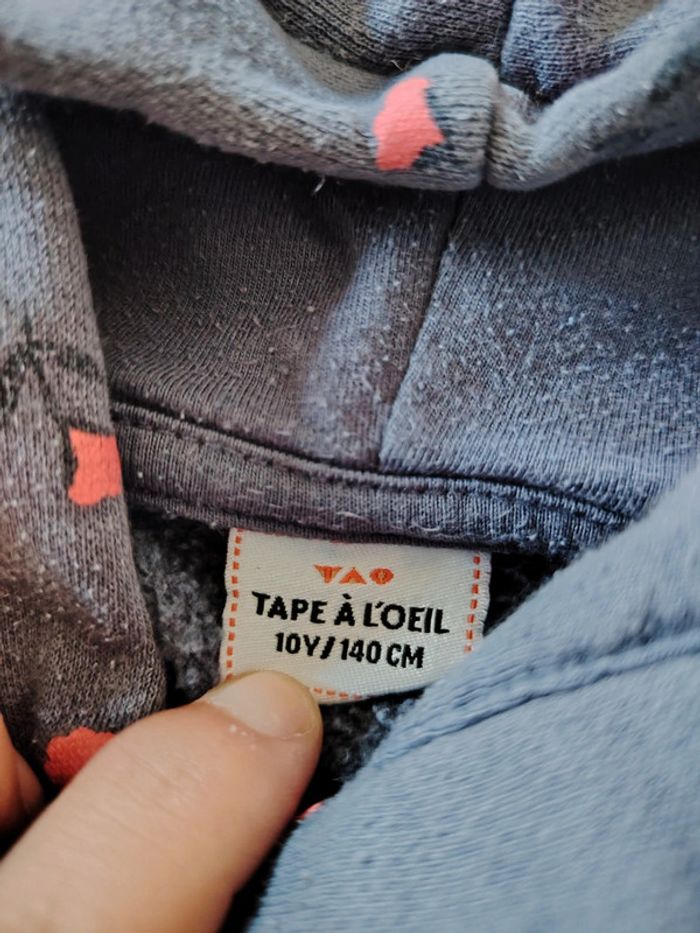 TAO
TAPE À L'OEIL
10Y/140 CM